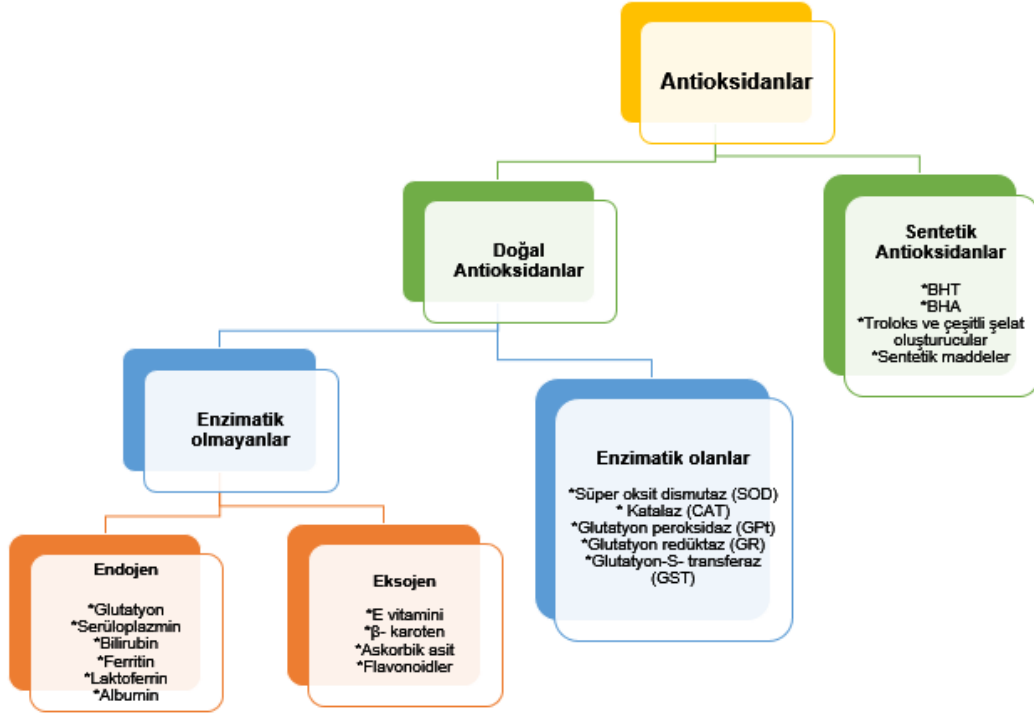 Antioksidanlar
Doğal
Antioksidanlar
Sentetik
Antioksidanlar
*BHT
*BHA
*Troloks ve çeşitli şelat
oluşturucular
*Sentetik maddeler
Enzimatik
olmayanlar
Enzimatik olanlar
*Süper oksit dismutaz (SOD)
* Katalaz (CAT)
*Glutatyon peroksidaz (GPt)
*Glutatyon redüktaz (GR)
*Glutatyon-S- transferaz
(GST)
Endojen
*Glutatyon
*Serüloplazmin
*Bilirubin
*Ferritin
*Laktoferrin
*Albumin
Eksojen
*E vitamini
*β- karoten
*Askorbik asit
*Flavonoidler